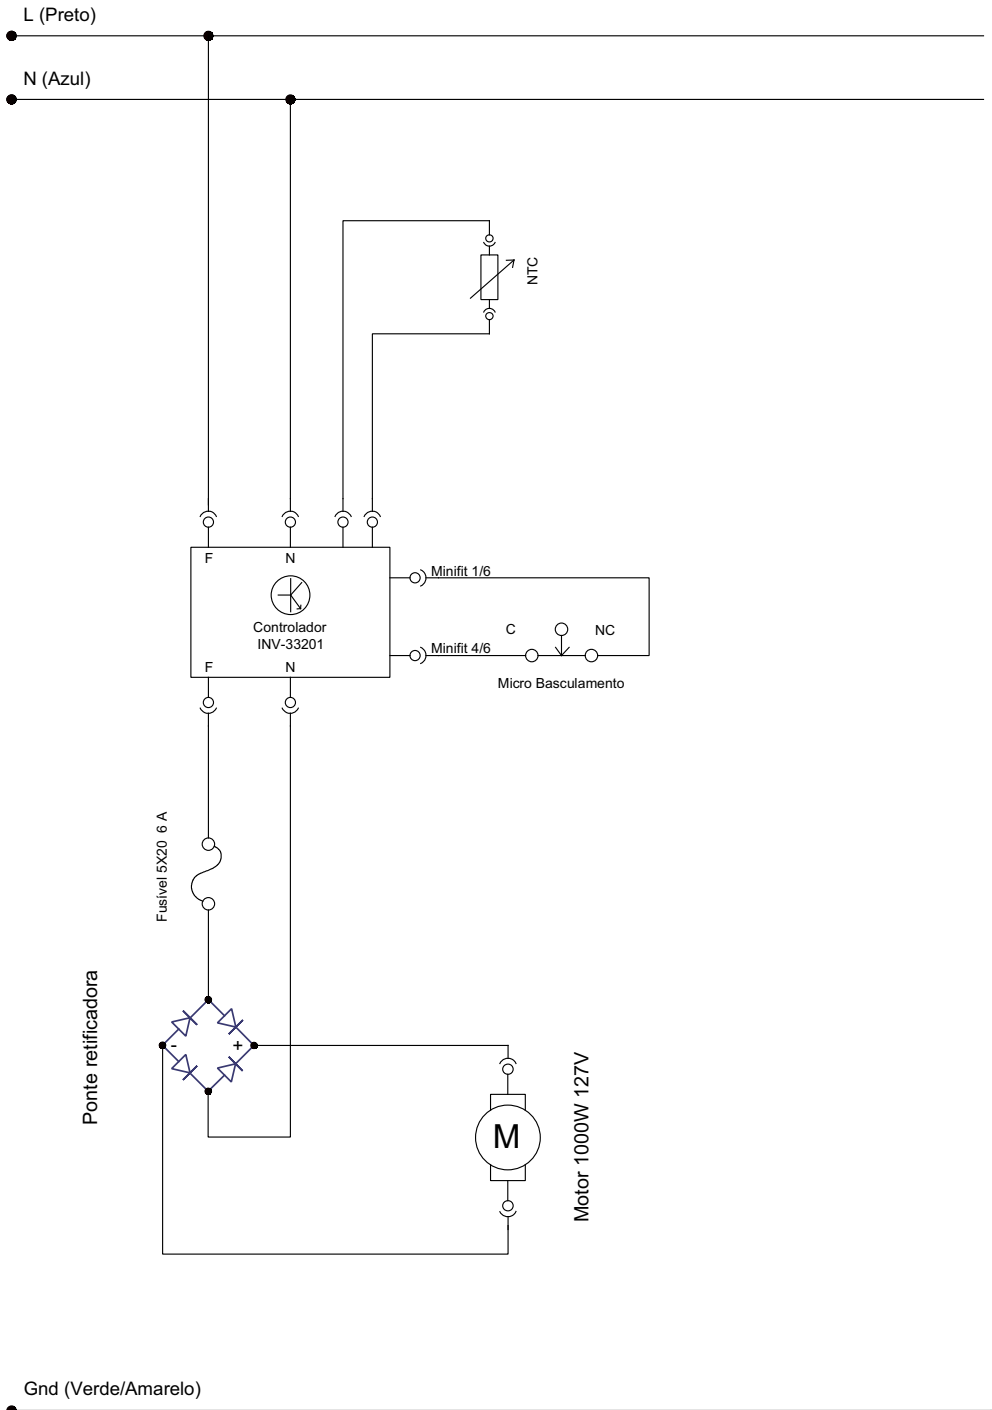 L (Preto)
N (Azul)
NTC
F
N
Controlador
INV-33201
F
N
Minifit 1/6
Minifit 4/6
C
NC
Micro Basculamento
Fusível 5X20 6 A
Ponte retificadora
-
+
M
Motor 1000W 127V
Gnd (Verde/Amarelo)